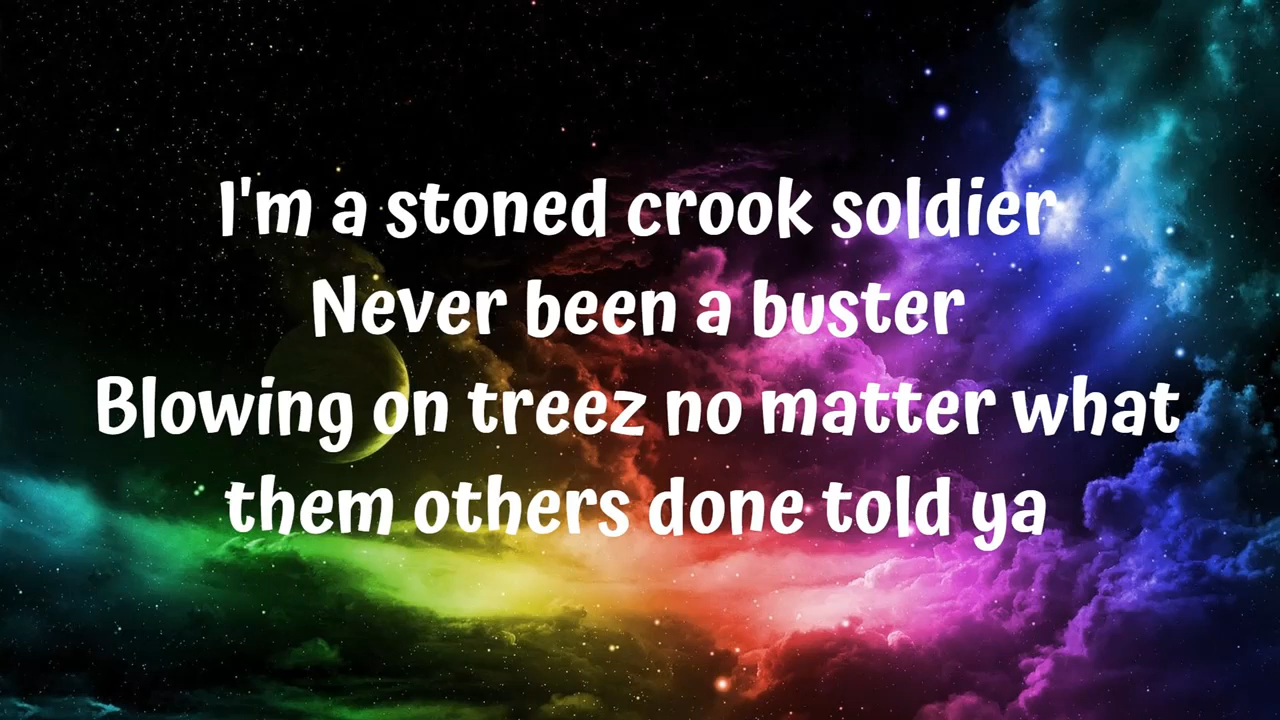 I'm a stoned crook soldier
Never been a buster
Blowing on treez no matter what
them others done told ya